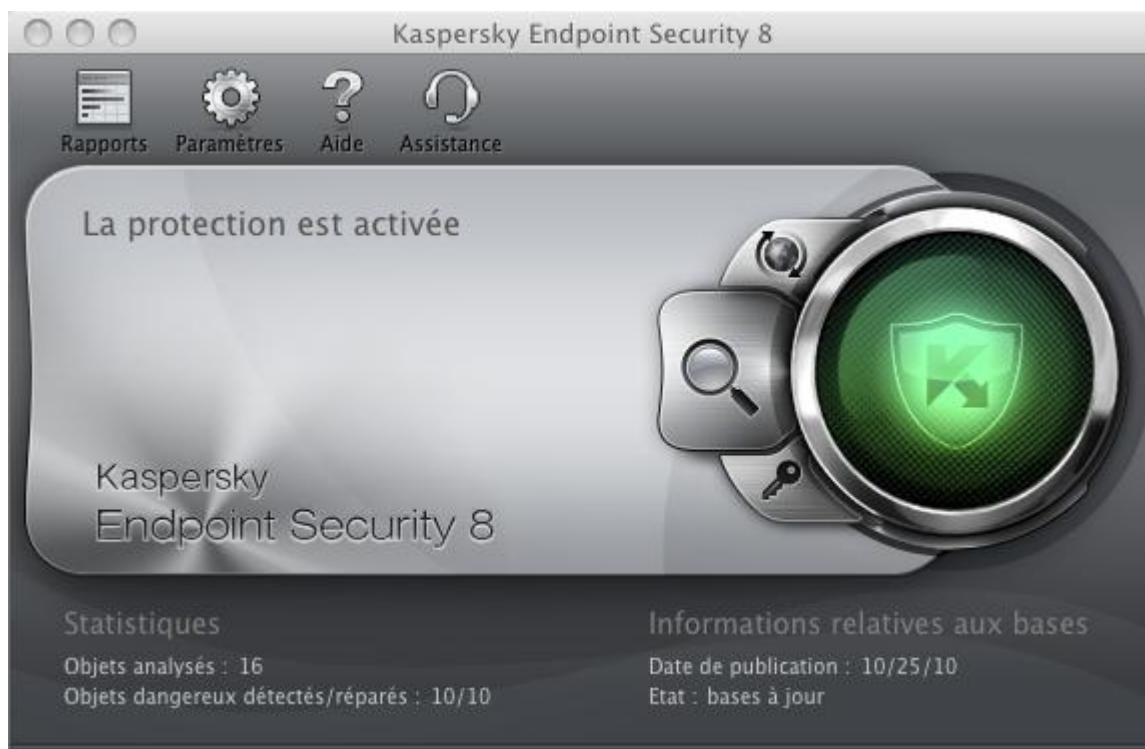 Kaspersky Endpoint Security 8
Rapports Paramètres Aide Assistance
La protection est activée
Kaspersky
Endpoint Security 8
Statistiques
Objets analysés : 16
Objets dangereux détectés/réparés : 10/10
Informations relatives aux bases
Date de publication : 10/25/10
Etat : bases à jour